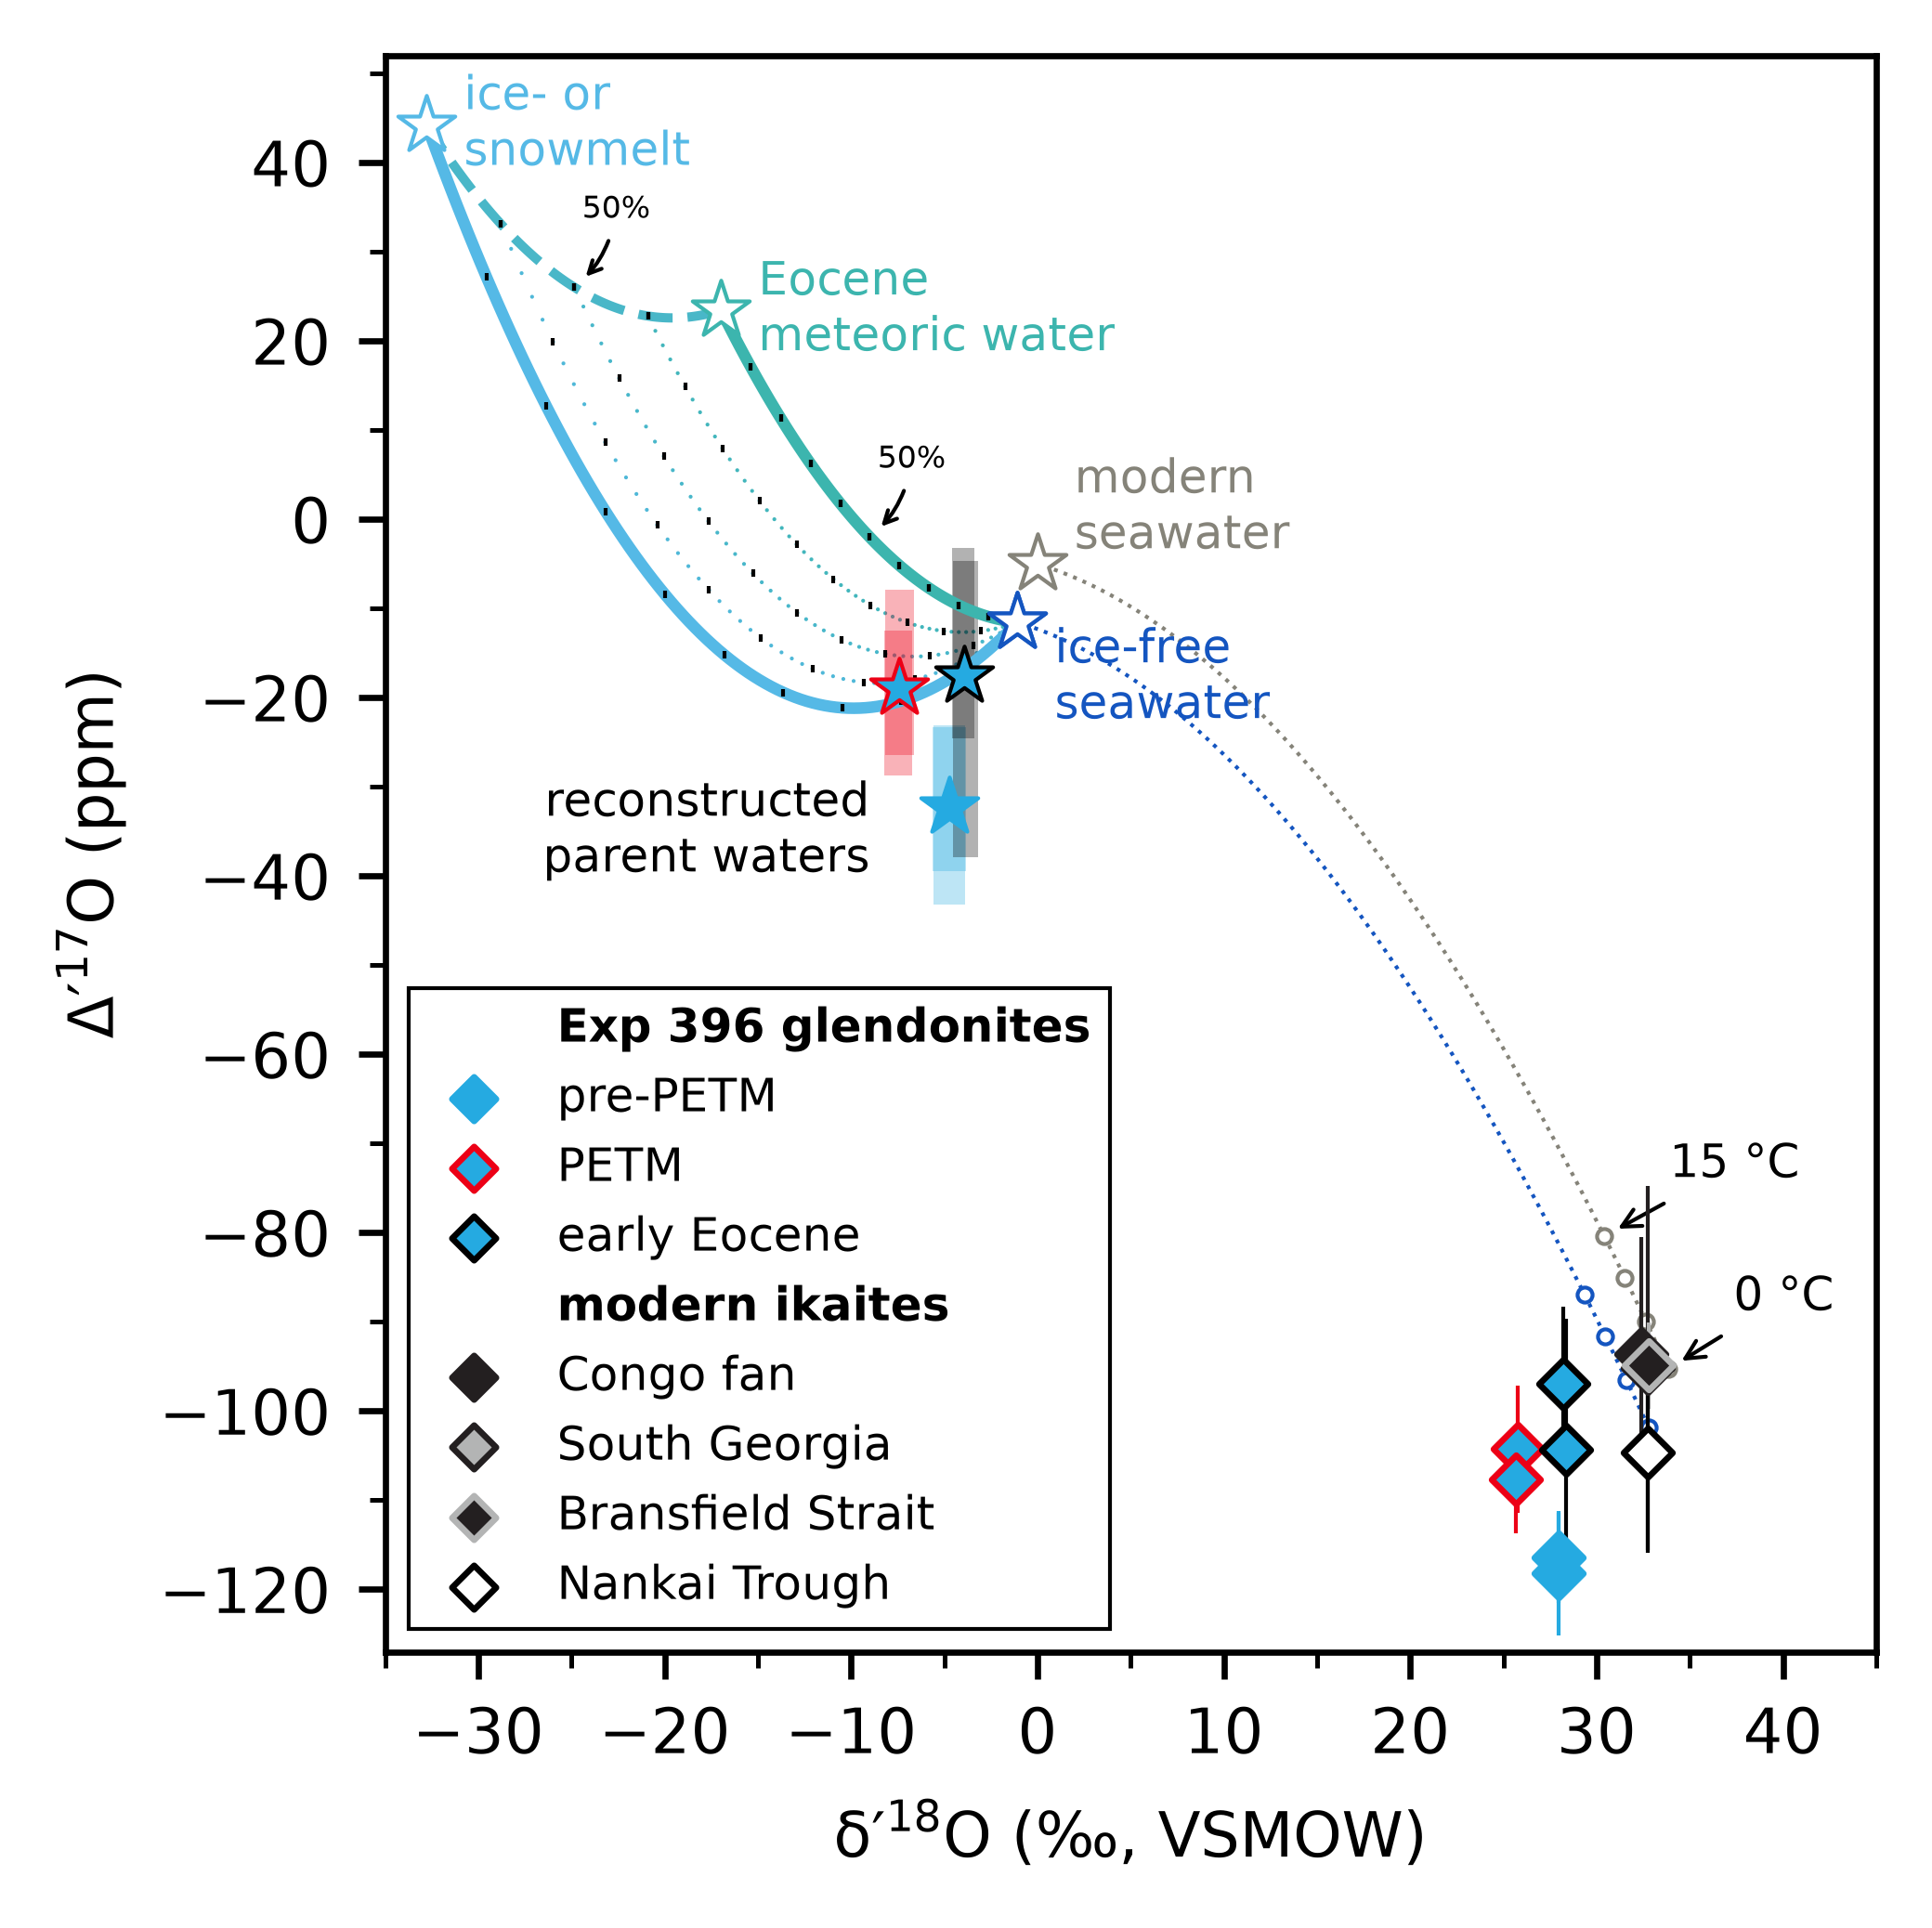 ice- or
snowmelt
50%
Eocene
meteoric water
50%
modern
seawater
ice-free
seawater
reconstructed
parent waters
15 °C
0 °C
Exp 396 glendonites
pre-PETM
PETM
early Eocene
modern ikaites
Congo fan
South Georgia
Bransfield Strait
Nankai Trough
40
20
0
−20
−40
−60
−80
−100
−120
Δ′¹⁷O (ppm)
−30 −20 −10 0 10 20 30 40
δ′¹⁸O (‰, VSMOW)